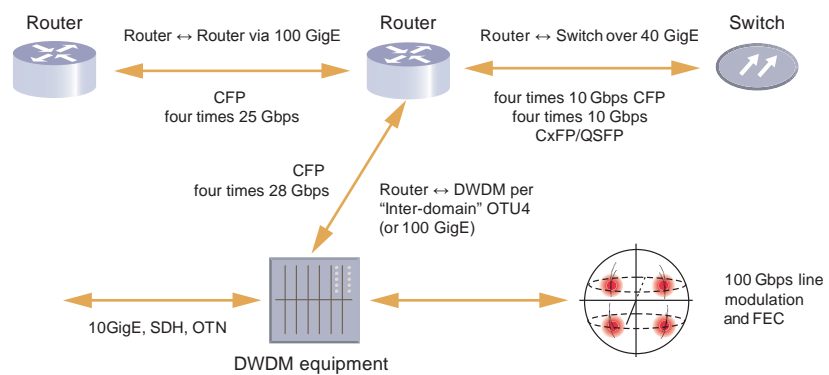 Router
Router
Switch
Router ↔ Router via 100 GigE
Router ↔ Switch over 40 GigE
CFP
four times 25 Gbps
four times 10 Gbps CFP
four times 10 Gbps
CxFP/QSFP
CFP
four times 28 Gbps
Router ↔ DWDM per
“Inter-domain” OTU4
(or 100 GigE)
10GigE, SDH, OTN
DWDM equipment
100 Gbps line
modulation
and FEC